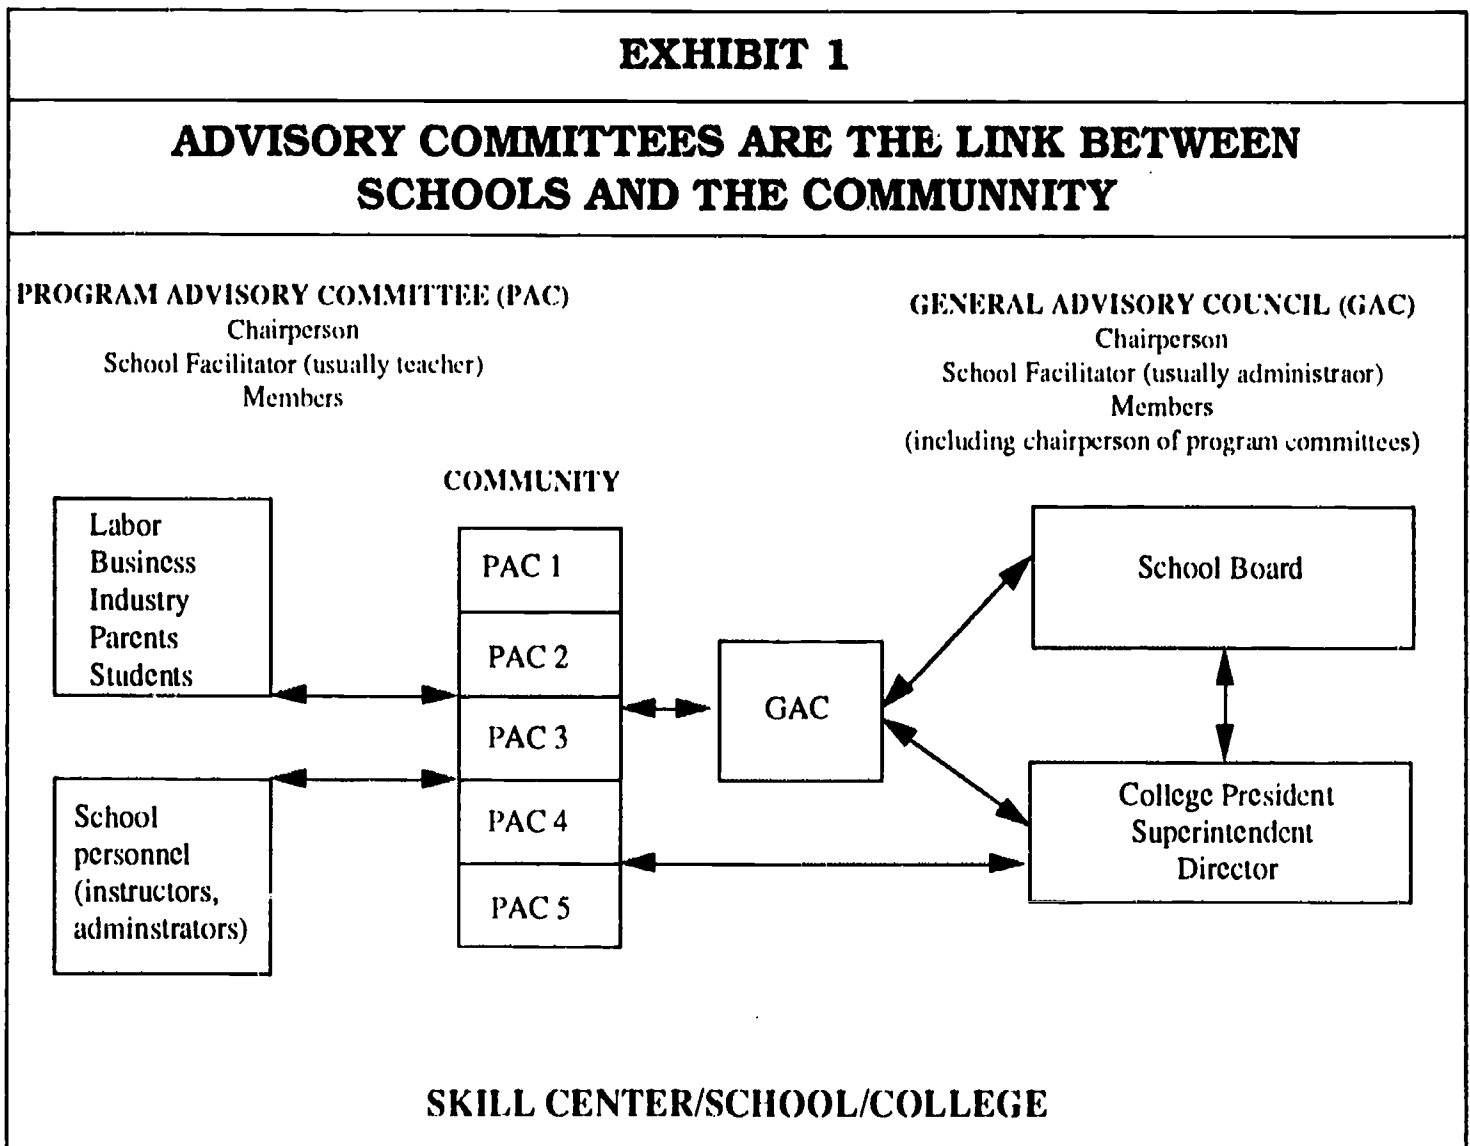 EXHIBIT 1
ADVISORY COMMITTEES ARE THE LINK BETWEEN
SCHOOLS AND THE COMMUNNITY
PROGRAM ADVISORY COMMITTEE (PAC)
Chairperson
School Facilitator (usually teacher)
Members
GENERAL ADVISORY COUNCIL (GAC)
Chairperson
School Facilitator (usually administraor)
Members
(including chairperson of program committees)
COMMUNITY
Labor
Business
Industry
Parents
Students
School
personnel
(instructors,
adminstrators)
PAC 1
PAC 2
PAC 3
PAC 4
PAC 5
GAC
School Board
College President
Superintendent
Director
SKILL CENTER/SCHOOL/COLLEGE